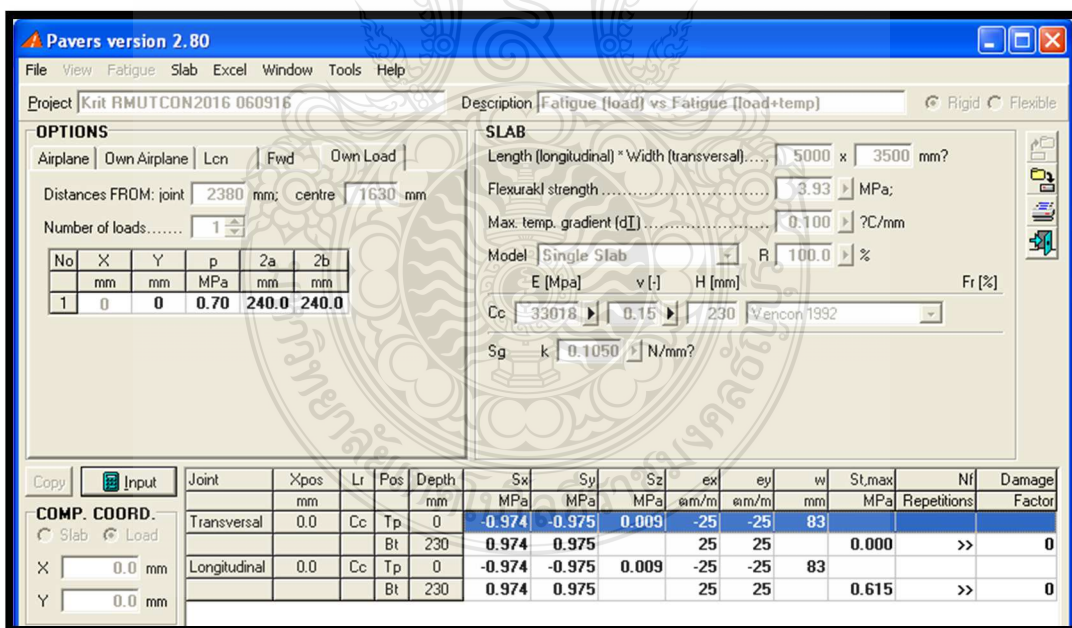 Pavers version 2.80
File View Fatigue Slab Excel Window Tools Help
Project Krit RMUTCON2016 060916 Description Fatigue (load) vs Fatigue (load+temp) Rigid Flexible
OPTIONS
Airplane Own Airplane Lcn Fwd Own Load
Distances FROM: joint 2380 mm; centre 1630 mm
Number of loads....... 1
No X Y p 2a 2b
mm mm MPa mm mm
1 0 0 0.70 240.0 240.0
SLAB
Length (longitudinal) * Width (transversal)..... 5000 x 3500 mm?
Flexurakl strength ............................... 3.93 MPa;
Max. temp. gradient (dT)........................ 0.100 ?C/mm
Model Single Slab R 100.0 %
E [Mpa] v [-] H [mm] Fr [%]
Cc 33018 0.15 230 Vencon 1992
Sg k 0.1050 N/mm?
Copy Input
COMP. COORD.
Slab Load
X 0.0 mm
Y 0.0 mm
Joint Xpos Lr Pos Depth Sx Sy Sz ex ey w St,max Nf Damage
mm mm MPa MPa MPa ตm/m ตm/m mm MPa Repetitions Factor
Transversal 0.0 Cc Tp 0 -0.974 -0.975 0.009 -25 -25 83
Bt 230 0.974 0.975 25 25 0.000 >> 0
Longitudinal 0.0 Cc Tp 0 -0.974 -0.975 0.009 -25 -25 83
Bt 230 0.974 0.975 25 25 0.615 >> 0